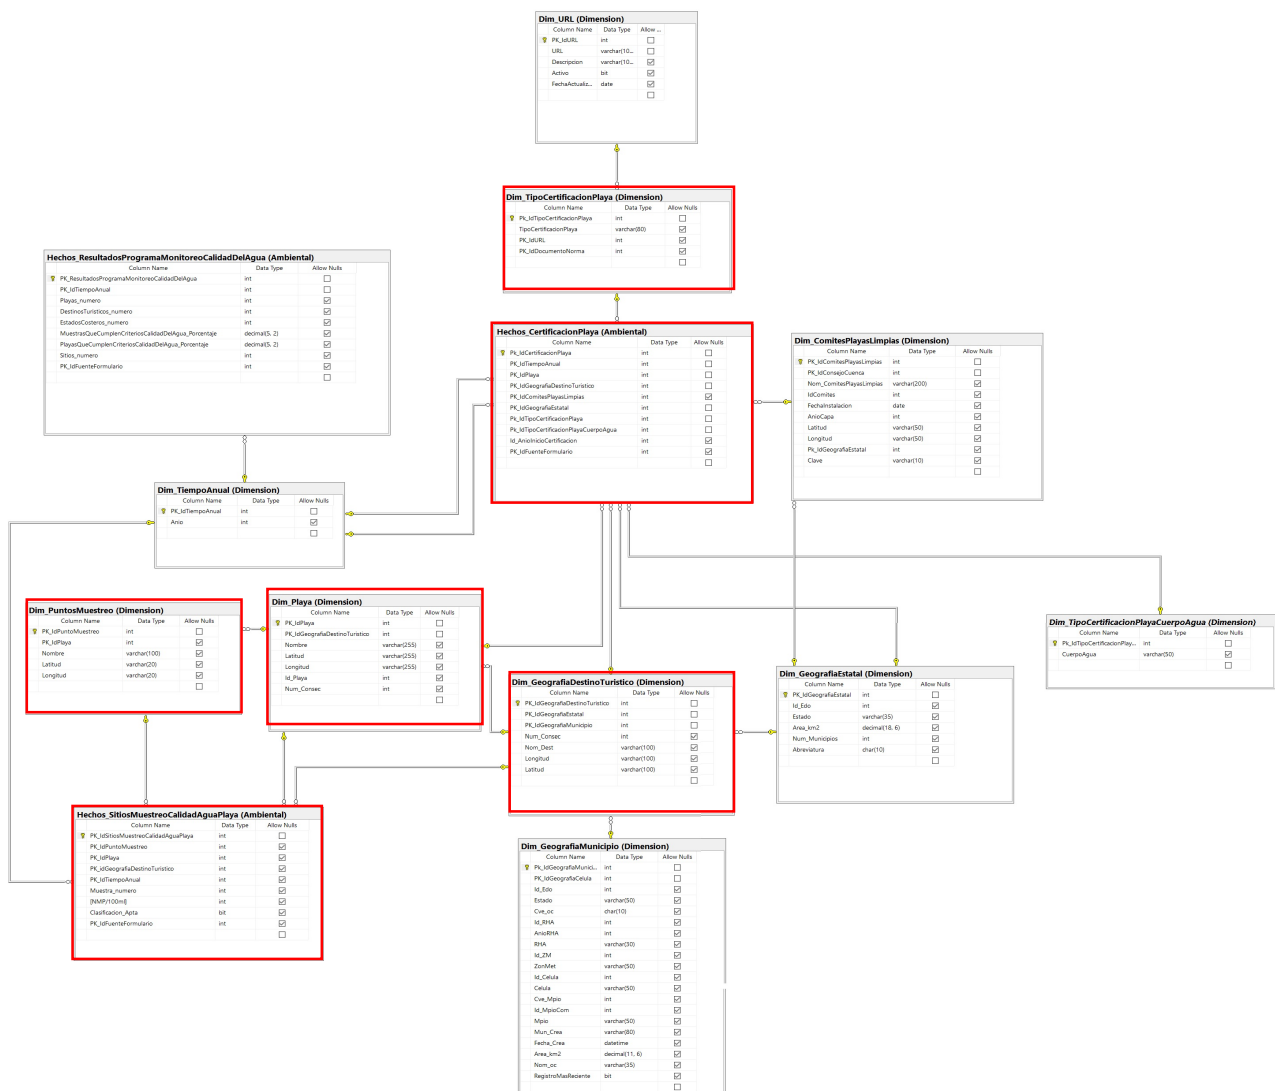 Dim_URL (Dimension)
Column Name Data Type Allow ...
PK_IdURL int
URL varchar(10...
Descripcion varchar(10...
Activo bit
FechaActualiz... date
Dim_TipoCertificacionPlaya (Dimension)
Column Name Data Type Allow Nulls
Pk_IdTipoCertificacionPlaya int
TipoCertificacionPlaya varchar(80)
PK_IdURL int
PK_IdDocumentoNorma int
Hechos_ResultadosProgramaMonitoreoCalidadDelAgua (Ambiental)
Column Name Data Type Allow Nulls
PK_ResultadosProgramaMonitoreoCalidadDelAgua int
PK_IdTiempoAnual int
Playas_numero int
DestinosTuristicos_numero int
EstadosCosteros_numero int
MuestrasQueCumplenCriteriosCalidadDelAgua_Porcentaje decimal(5, 2)
PlayasQueCumplenCriteriosCalidadDelAgua_Porcentaje decimal(5, 2)
Sitios_numero int
PK_IdFuenteFormulario int
Hechos_CertificacionPlaya (Ambiental)
Column Name Data Type Allow Nulls
Pk_IdCertificacionPlaya int
PK_IdTiempoAnual int
PK_IdPlaya int
PK_IdGeografiaDestinoTuristico int
PK_IdComitesPlayasLimpias int
PK_IdGeografiaEstatal int
Pk_IdTipoCertificacionPlaya int
Pk_IdTipoCertificacionPlayaCuerpoAgua int
Id_AnioInicioCertificacion int
PK_IdFuenteFormulario int
Dim_ComitesPlayasLimpias (Dimension)
Column Name Data Type Allow Nulls
PK_IdComitesPlayasLimpias int
PK_IdConsejoCuenca int
Nom_ComitesPlayasLimpias varchar(200)
IdComites int
FechaInstalacion date
AnioCapa int
Latitud varchar(50)
Longitud varchar(50)
Pk_IdGeografiaEstatal int
Clave varchar(10)
Dim_TiempoAnual (Dimension)
Column Name Data Type Allow Nulls
PK_IdTiempoAnual int
Anio int
Dim_PuntosMuestreo (Dimension)
Column Name Data Type Allow Nulls
PK_IdPuntoMuestreo int
PK_IdPlaya int
Nombre varchar(100)
Latitud varchar(20)
Longitud varchar(20)
Dim_Playa (Dimension)
Column Name Data Type Allow Nulls
PK_IdPlaya int
PK_IdGeografiaDestinoTuristico int
Nombre varchar(255)
Latitud varchar(255)
Longitud varchar(255)
Id_Playa int
Num_Consec int
Dim_GeografiaDestinoTuristico (Dimension)
Column Name Data Type Allow Nulls
PK_IdGeografiaDestinoTuristico int
PK_IdGeografiaEstatal int
PK_IdGeografiaMunicipio int
Num_Consec int
Nom_Dest varchar(100)
Longitud varchar(100)
Latitud varchar(100)
Dim_GeografiaEstatal (Dimension)
Column Name Data Type Allow Nulls
PK_IdGeografiaEstatal int
Id_Edo int
Estado varchar(35)
Area_km2 decimal(18, 6)
Num_Municipios int
Abreviatura char(10)
Dim_TipoCertificacionPlayaCuerpoAgua (Dimension)
Column Name Data Type Allow Nulls
Pk_IdTipoCertificacionPlay... int
CuerpoAgua varchar(50)
Hechos_SitiosMuestreoCalidadAguaPlaya (Ambiental)
Column Name Data Type Allow Nulls
PK_IdSitiosMuestreoCalidadAguaPlaya int
PK_IdPuntoMuestreo int
PK_IdPlaya int
PK_idGeografiaDestinoTuristico int
PK_IdTiempoAnual int
Muestra_numero int
[NMP/100ml] int
Clasificacion_Apta bit
PK_IdFuenteFormulario int
Dim_GeografiaMunicipio (Dimension)
Column Name Data Type Allow Nulls
Pk_IdGeografiaMunici... int
PK_IdGeografiaCelula int
Id_Edo int
Estado varchar(50)
Cve_oc char(10)
Id_RHA int
AnioRHA int
RHA varchar(30)
Id_ZM int
ZonMet varchar(50)
Id_Celula int
Celula varchar(50)
Cve_Mpio int
Id_MpioCom int
Mpio varchar(50)
Mun_Crea varchar(80)
Fecha_Crea datetime
Area_km2 decimal(11, 6)
Nom_oc varchar(35)
RegistroMasReciente bit